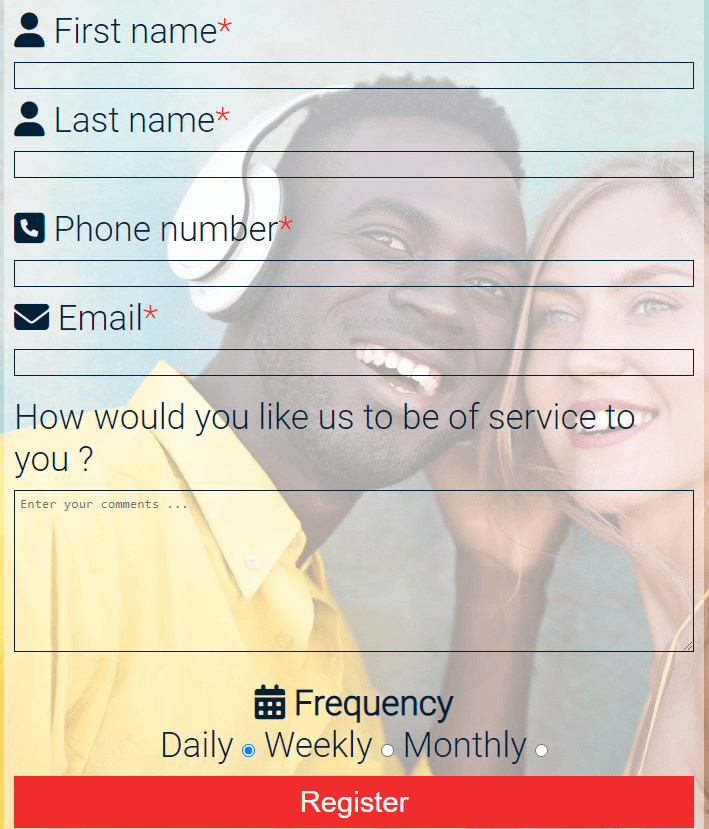 First name*
Last name*
Phone number*
Email*
How would you like us to be of service to
you ?
Enter your comments ...
Frequency
Daily Weekly Monthly
Register